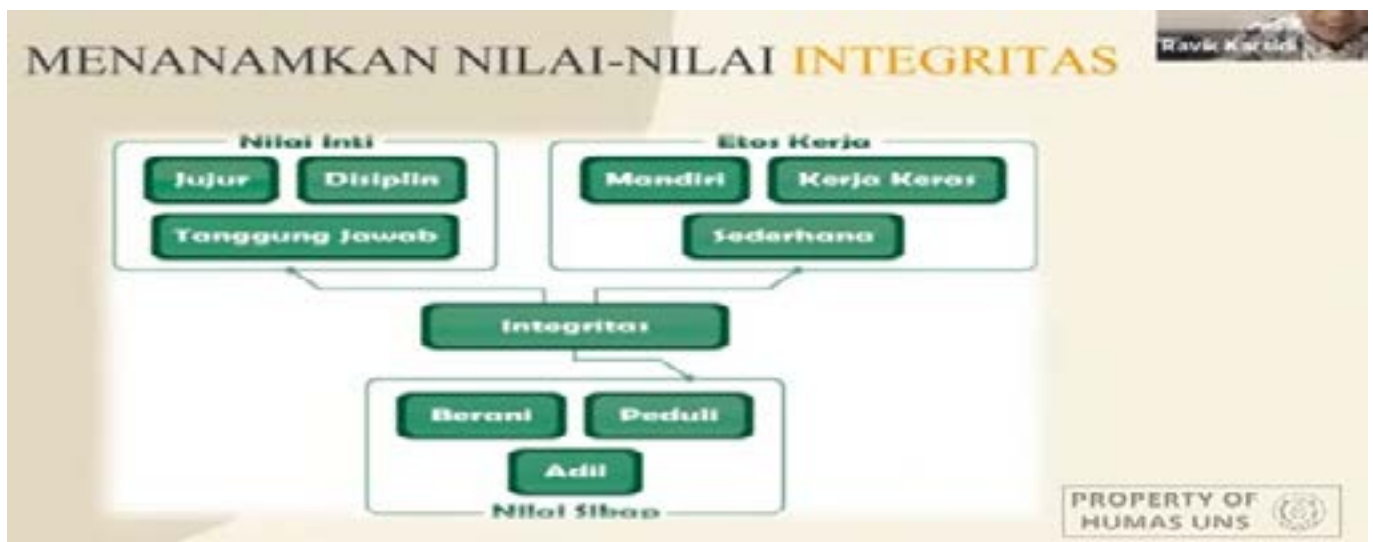 MENANAMKAN NILAI-NILAI INTEGRITAS
Ravik Karsidi
Nilai Inti
Jujur Disiplin
Tanggung Jawab
Etos Kerja
Mandiri Kerja Keras
Sederhana
Integritas
Berani Peduli
Adil
Nilai Sikap
PROPERTY OF
HUMAS UNS